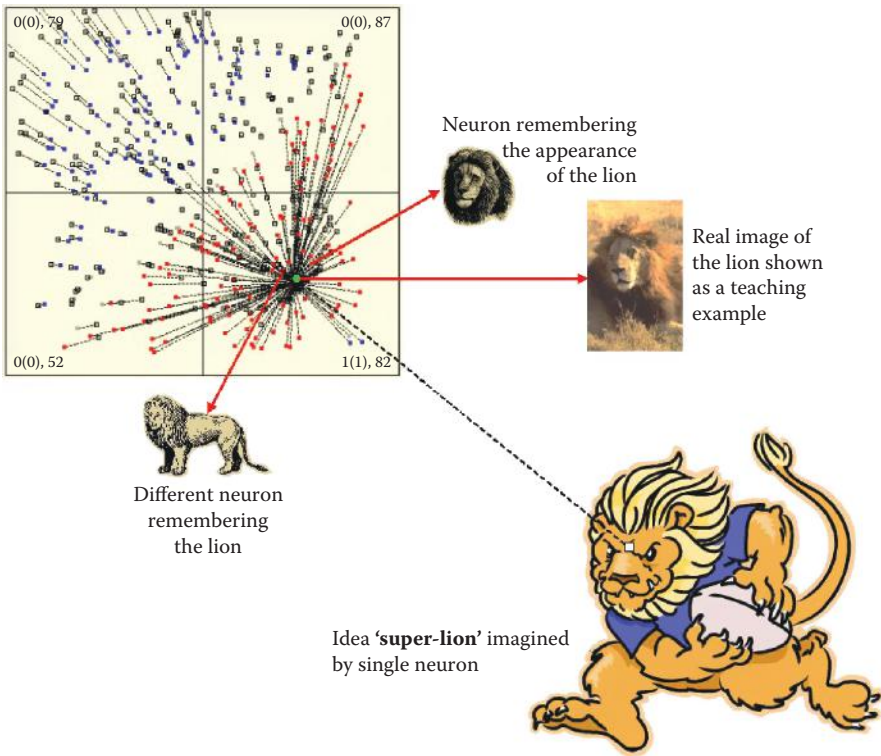 0(0), 79
0(0), 87
Neuron remembering
the appearance
of the lion
Real image of
the lion shown
as a teaching
example
0(0), 52
1(1), 82
Different neuron
remembering
the lion
Idea ‘super-lion’ imagined
by single neuron